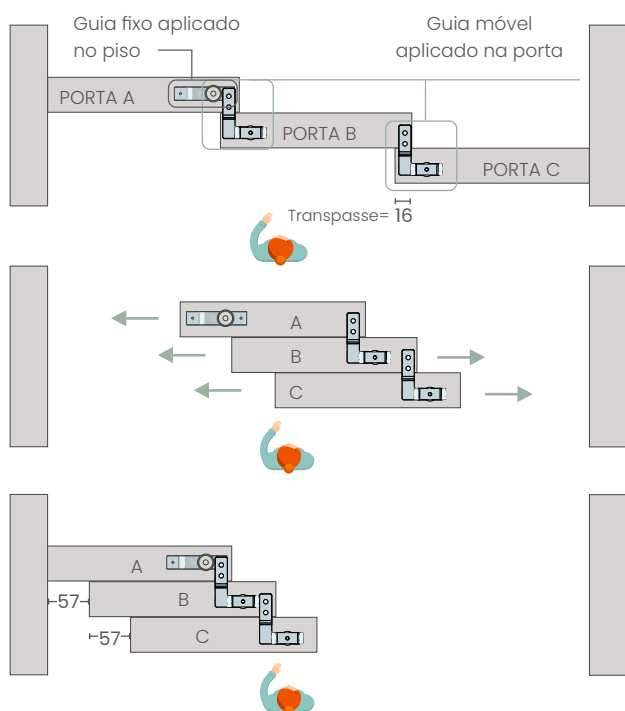 Guia fixo aplicado
no piso
Guia móvel
aplicado na porta
PORTA A
PORTA B
PORTA C
Transpasse= 16
A
B
C
A
57
B
57
C